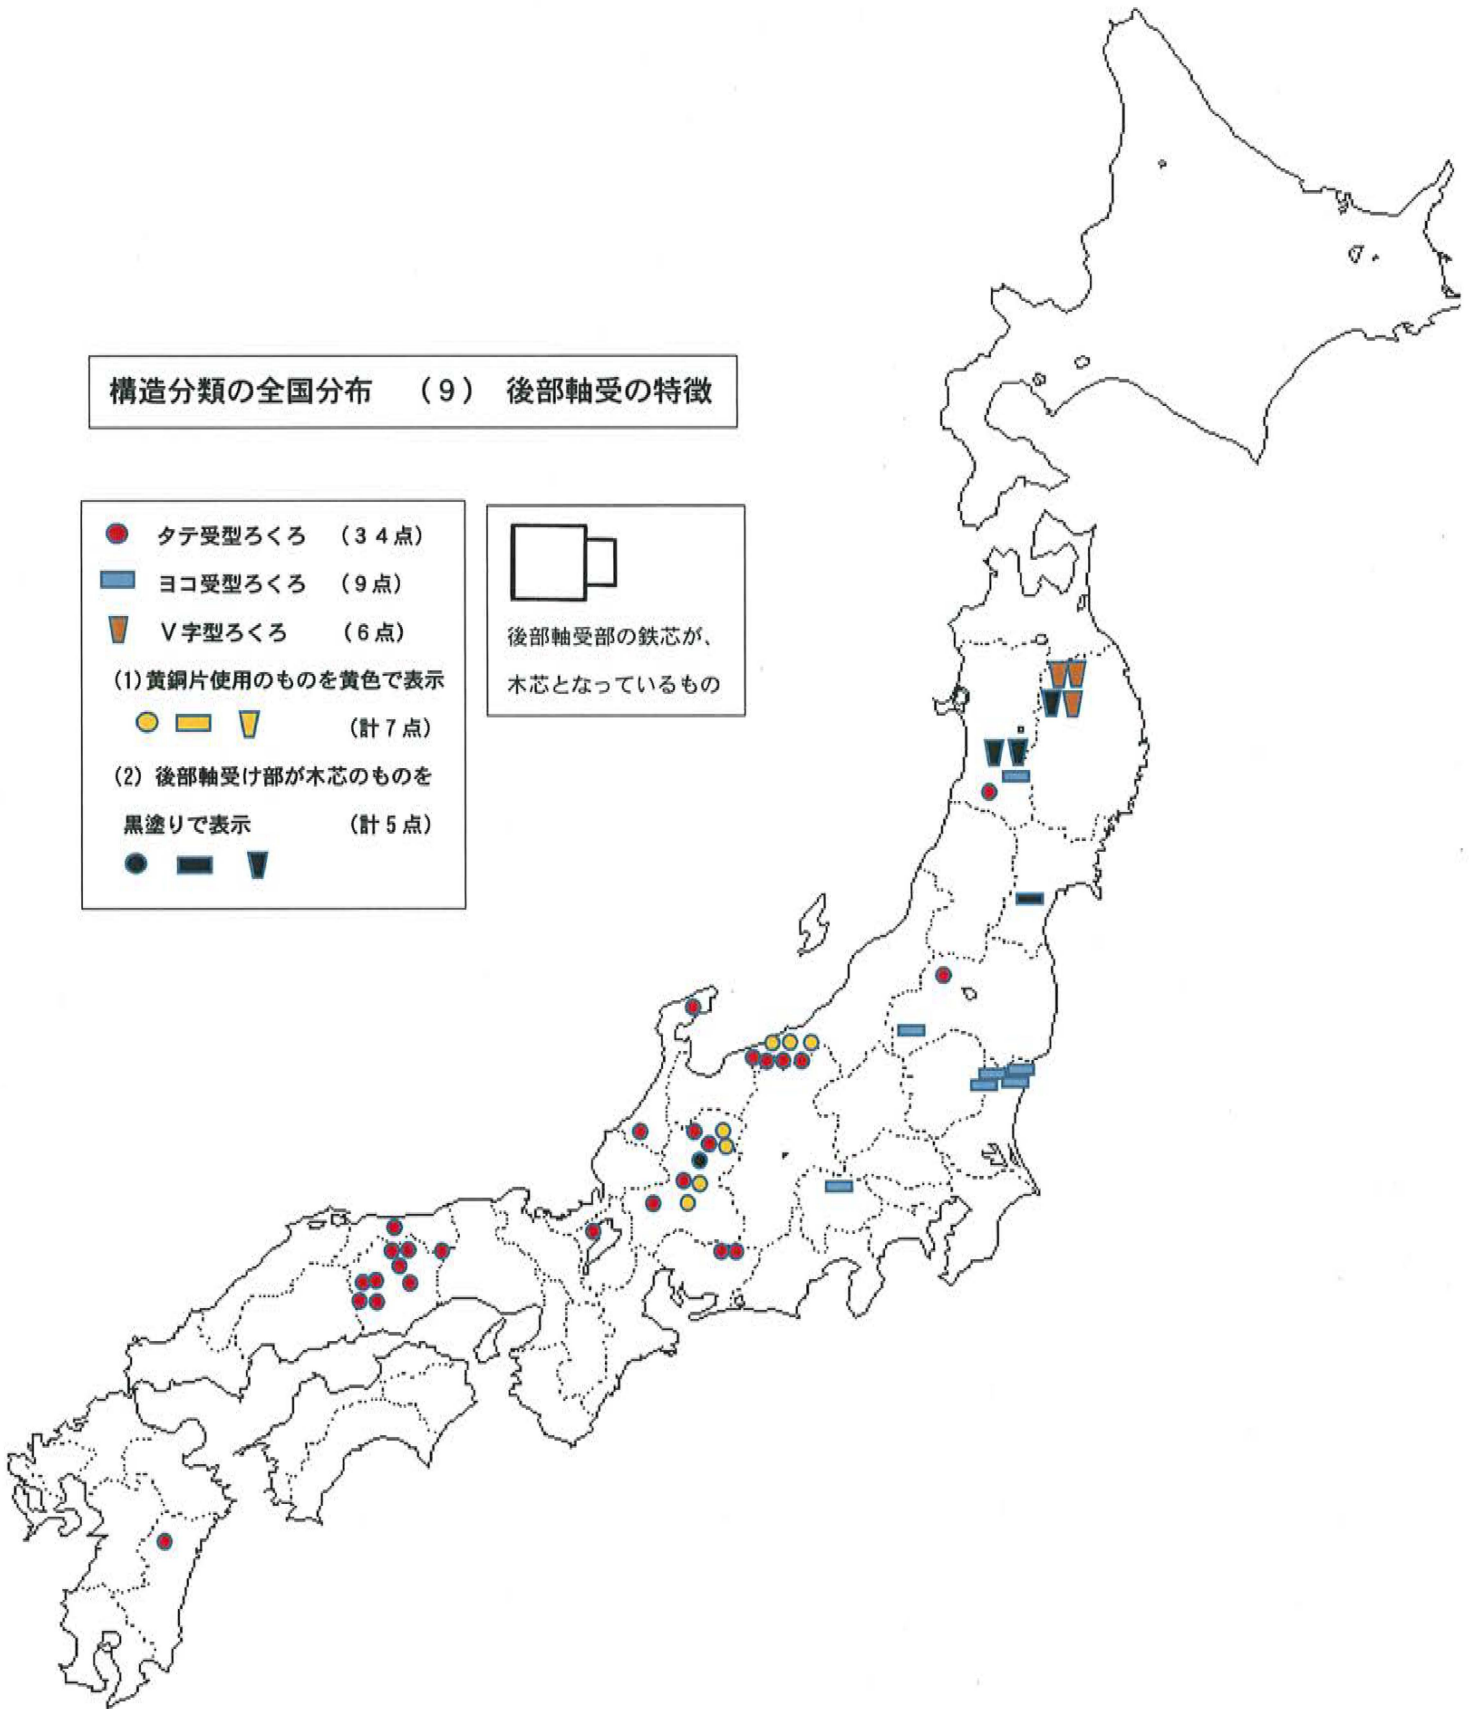 構造分類の全国分布 （９） 後部軸受の特徴
タテ受型ろくろ （３４点）
ヨコ受型ろくろ （９点）
Ｖ字型ろくろ （６点）
(1)黄銅片使用のものを黄色で表示
(計７点)
(2) 後部軸受け部が木芯のものを
黒塗りで表示 (計５点)
後部軸受部の鉄芯が、
木芯となっているもの